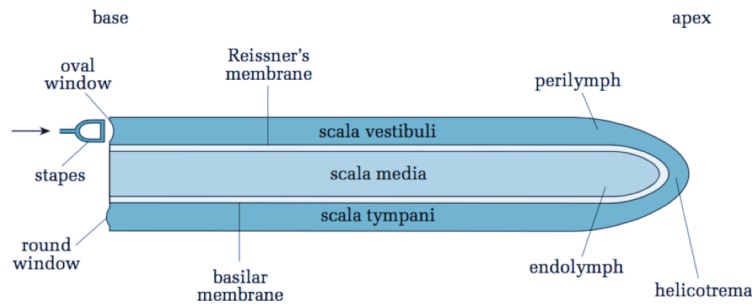 base
apex
oval
window
Reissner's
membrane
perilymph
scala vestibuli
stapes
scala media
scala tympani
round
window
basilar
membrane
endolymph
helicotrema